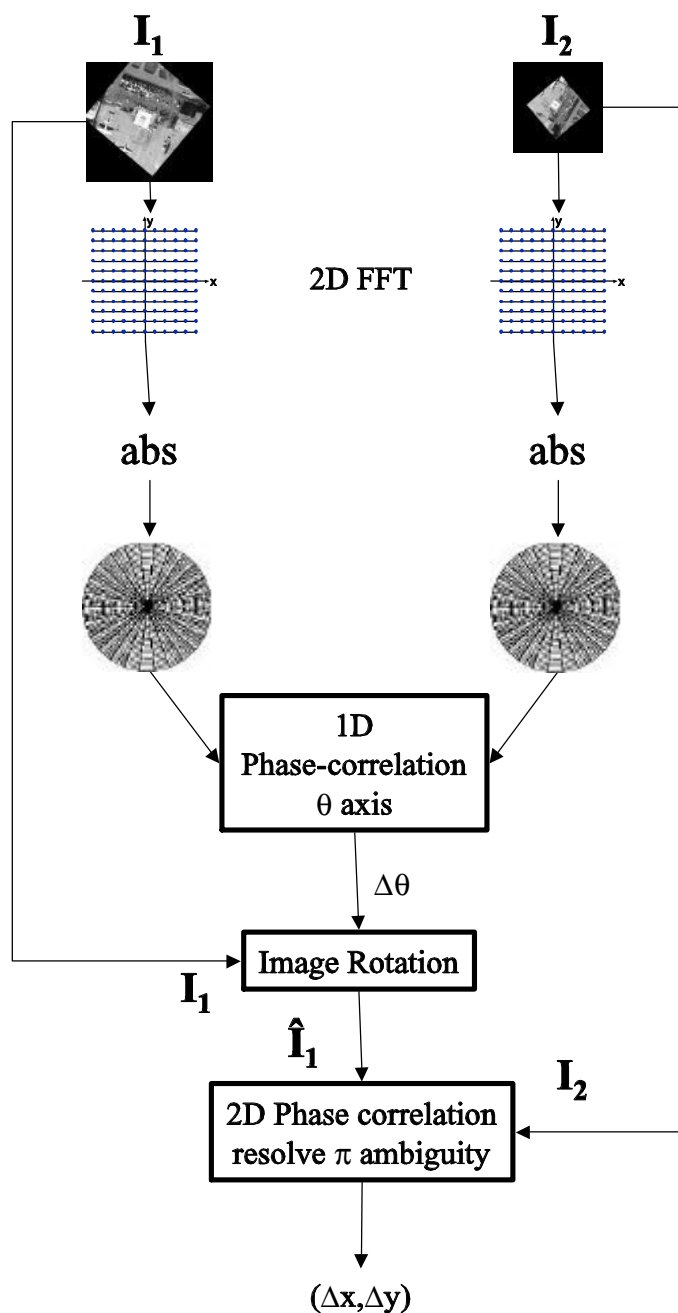 I₁
I₂
y
x
2D FFT
y
x
abs
abs
1D
Phase-correlation
θ axis
Δθ
Image Rotation
I₁
Î₁
I₂
2D Phase correlation
resolve π ambiguity
(Δx,Δy)